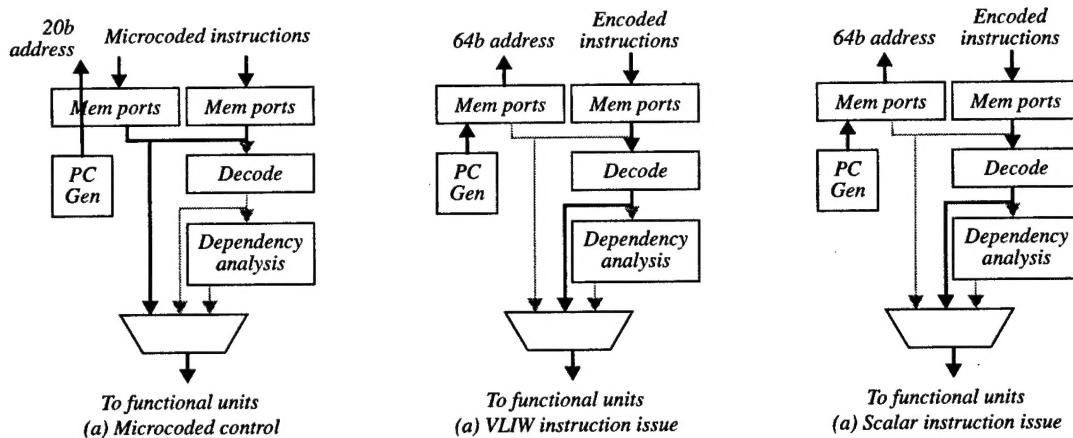 20b
address
Microcoded instructions
Mem ports
Mem ports
PC
Gen
Decode
Dependency
analysis
To functional units
(a) Microcoded control
64b address
Encoded
instructions
Mem ports
Mem ports
PC
Gen
Decode
Dependency
analysis
To functional units
(a) VLIW instruction issue
64b address
Encoded
instructions
Mem ports
Mem ports
PC
Gen
Decode
Dependency
analysis
To functional units
(a) Scalar instruction issue